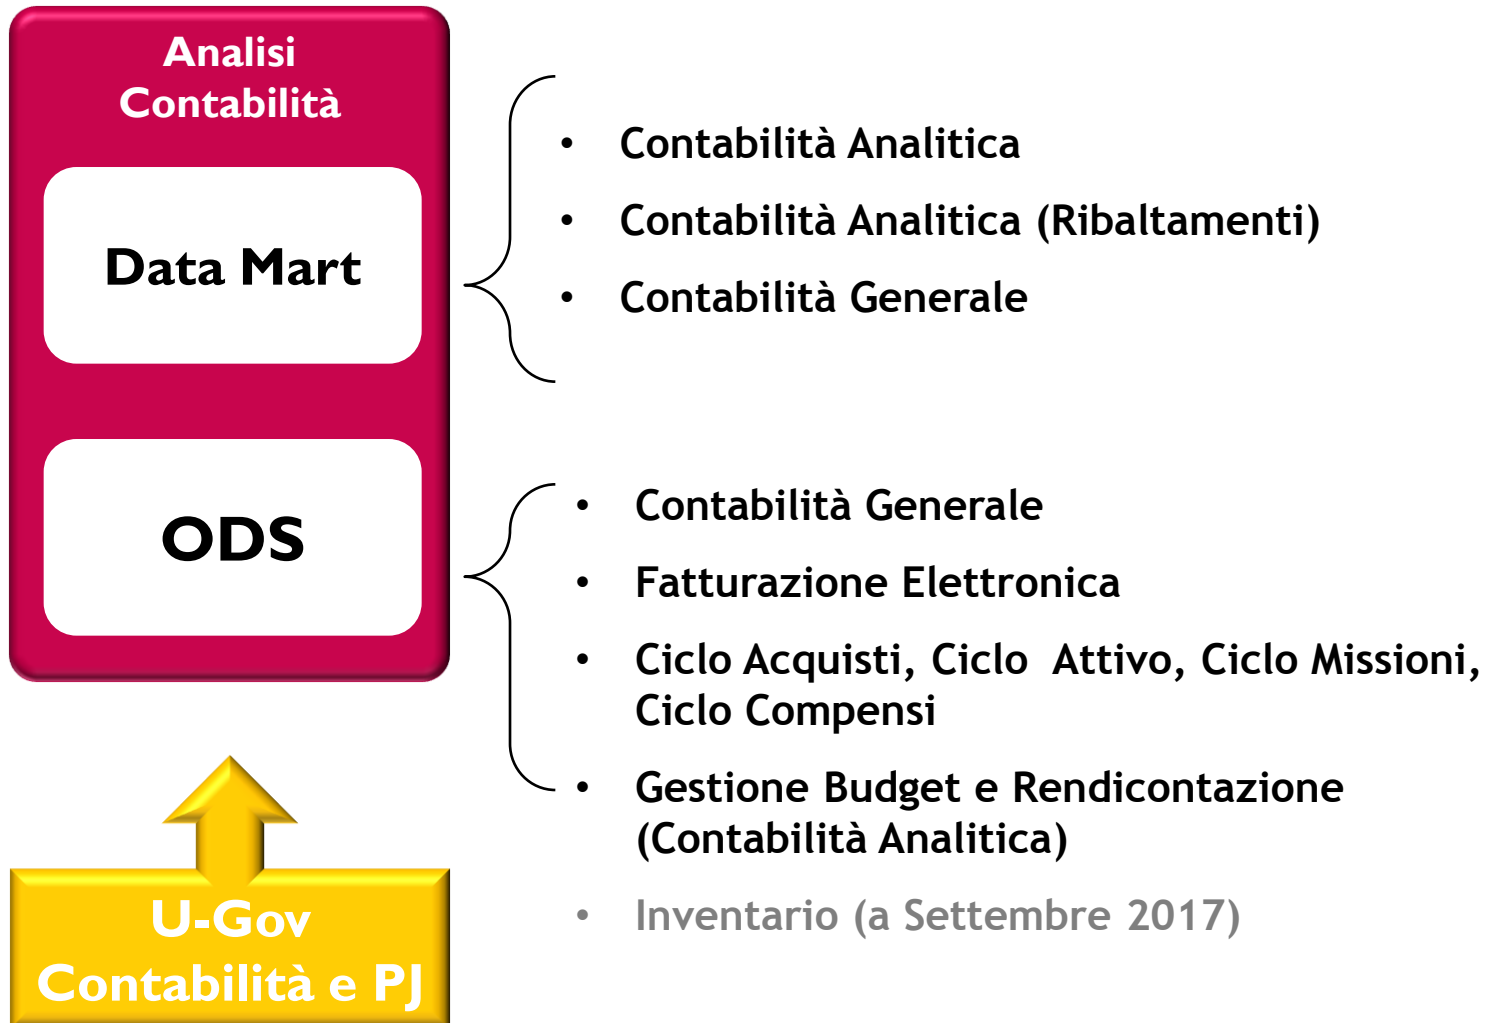 Analisi
Contabilità
Data Mart
• Contabilità Analitica
• Contabilità Analitica (Ribaltamenti)
• Contabilità Generale
ODS
• Contabilità Generale
• Fatturazione Elettronica
• Ciclo Acquisti, Ciclo  Attivo, Ciclo Missioni,
Ciclo Compensi
• Gestione Budget e Rendicontazione
(Contabilità Analitica)
• Inventario (a Settembre 2017)
U-Gov
Contabilità e PJ